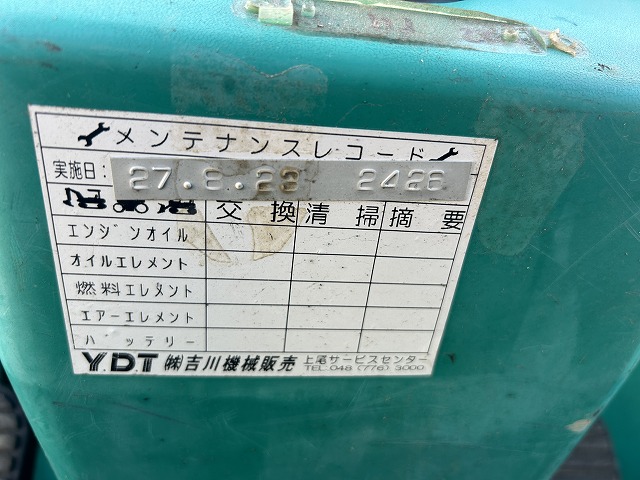 メンテナンスレコード
実施日: 27.8.23 2426
交換 清掃 摘要
エンジンオイル
オイルエレメント
燃料エレメント
エアーエレメント
バッテリー
Y.D.T ㈱吉川機械販売 上尾サービスセンター
TEL 048 (776) 3000